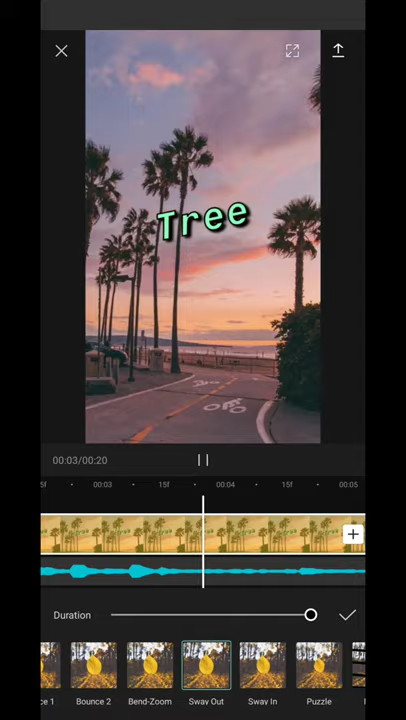 Tree
00:03/00:20
5f 00:03 15f 00:04 15f 00:05
Duration
e 1 Bounce 2 Bend-Zoom Sway Out Sway In Puzzle